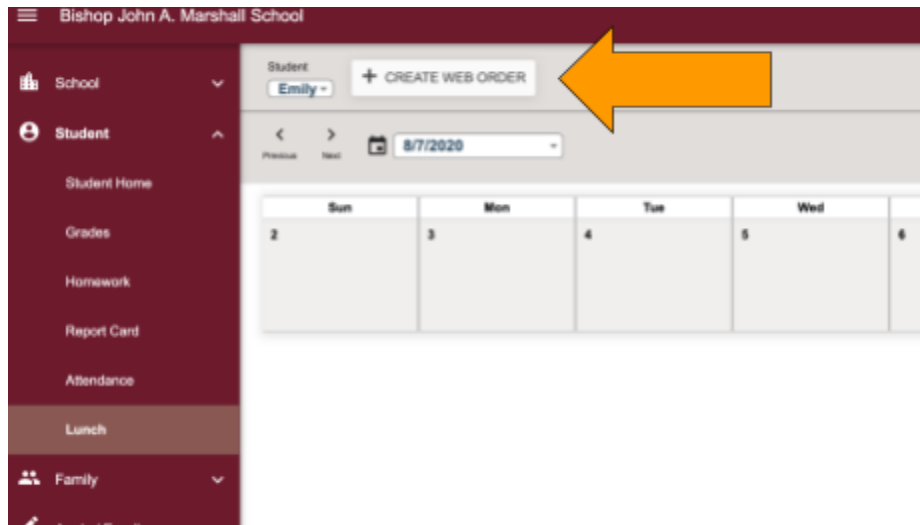 Bishop John A. Marshall School
School
Student
Student Home
Grades
Homework
Report Card
Attendance
Lunch
Family
Student
Emily
+ CREATE WEB ORDER
Previous
Next
8/7/2020
Sun Mon Tue Wed
2 3 4 5 6